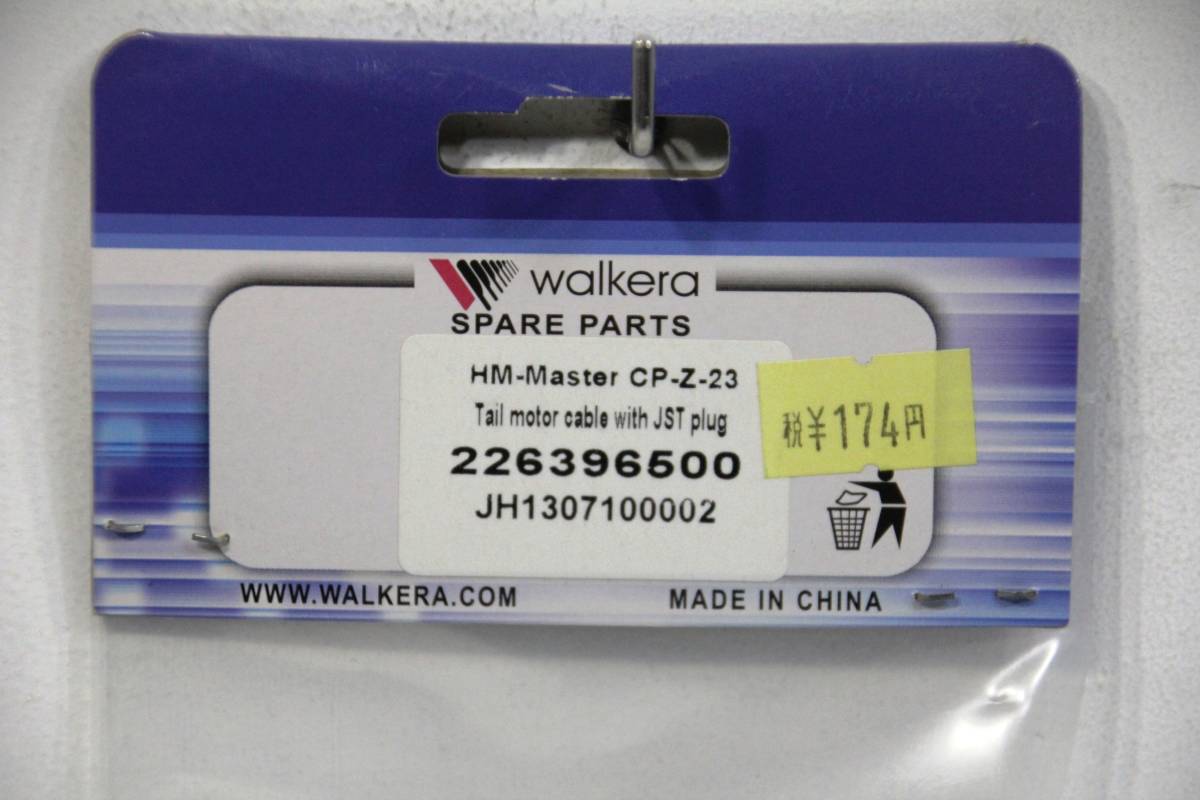 walkera
SPARE PARTS
HM-Master CP-Z-23
Tail motor cable with JST plug
226396500
JH1307100002
税¥174円
WWW.WALKERA.COM
MADE IN CHINA